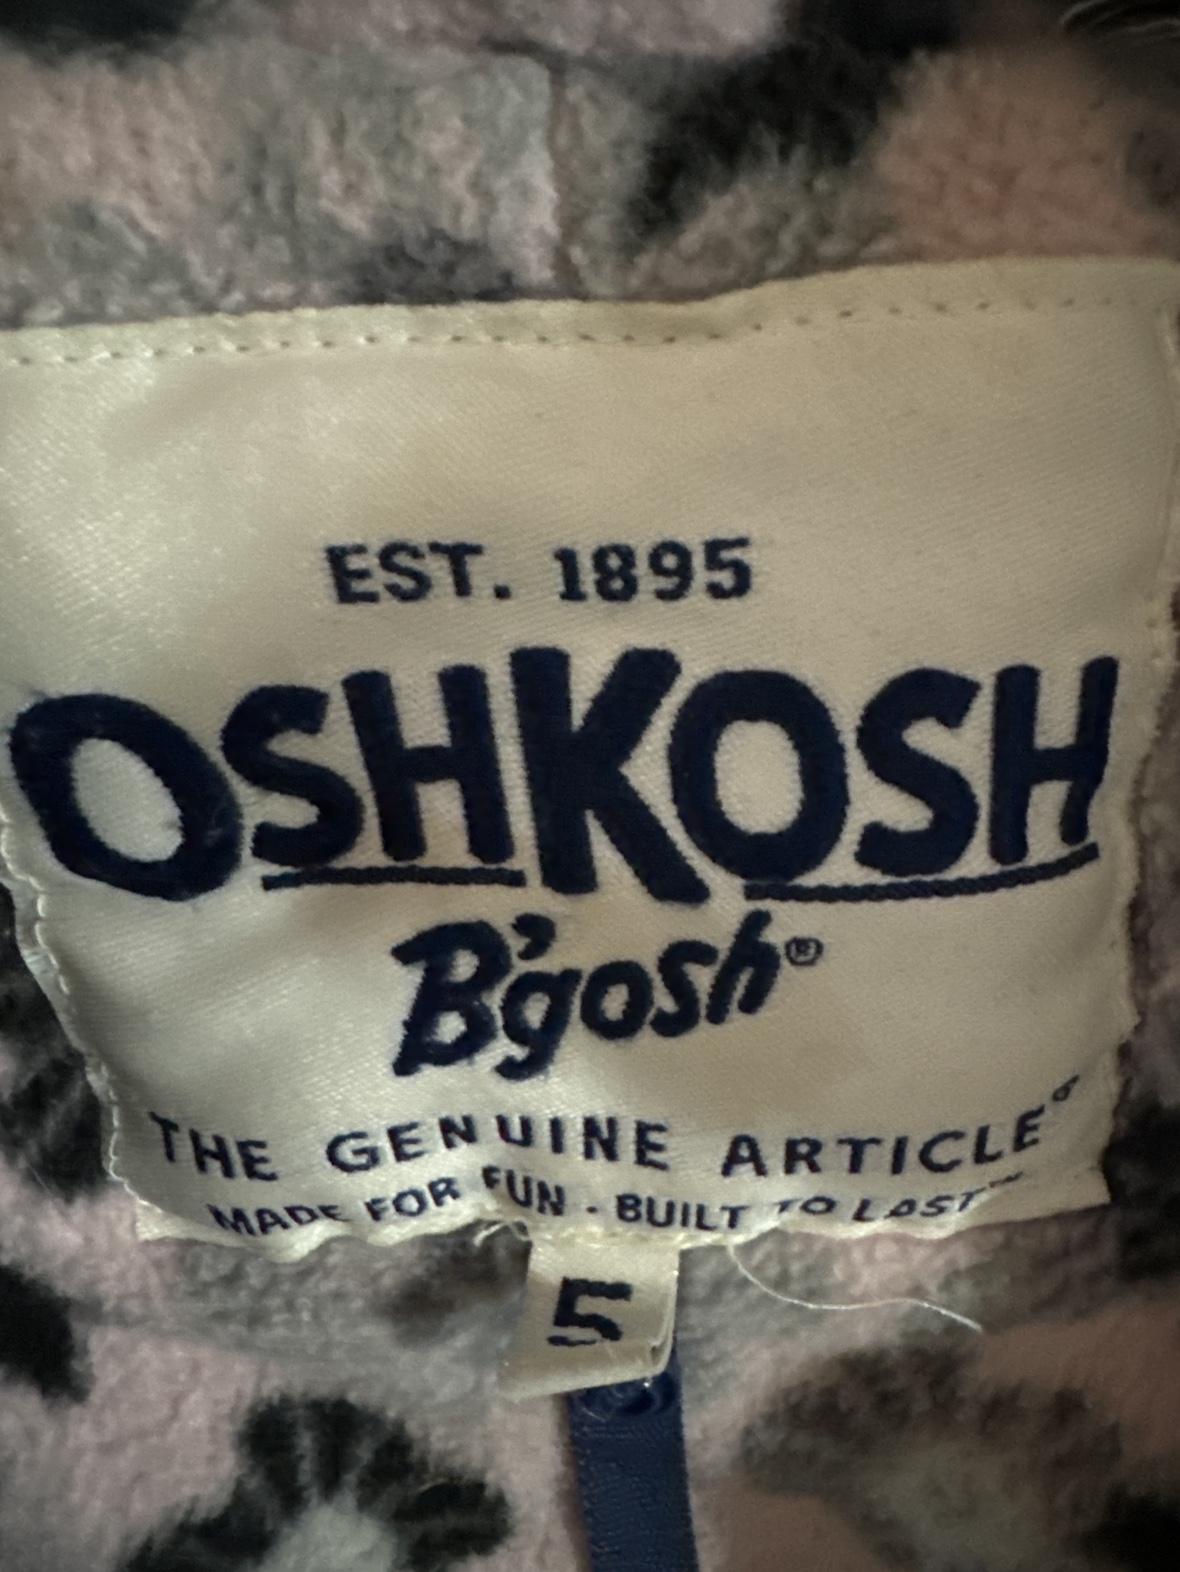 EST. 1895
OSHKOSH
B'gosh®
THE GENUINE ARTICLE®
MADE FOR FUN - BUILT TO LAST™
5